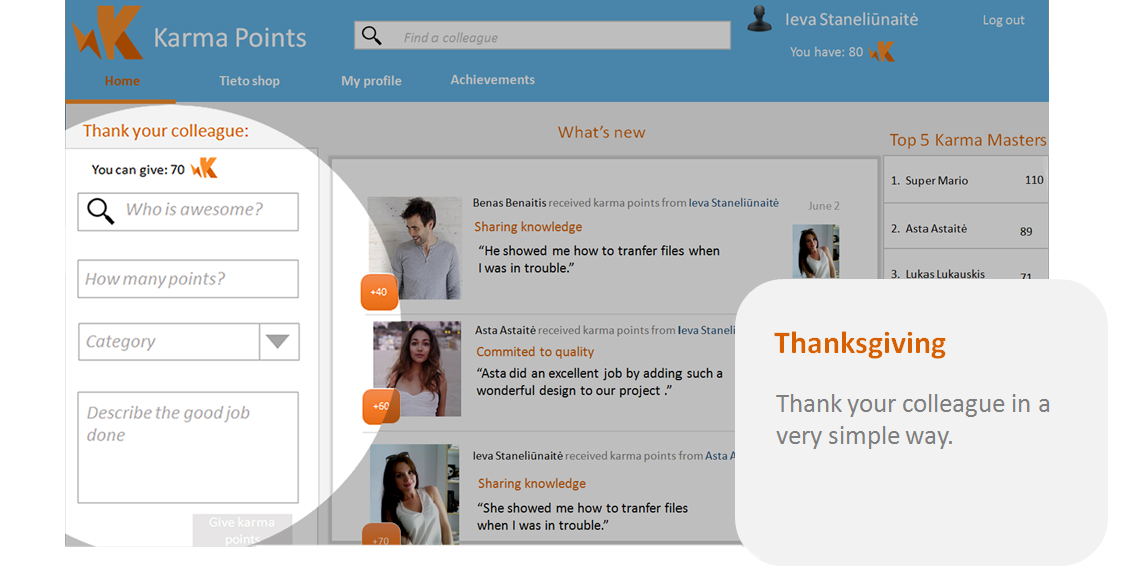 Karma Points
Find a colleague
Ieva Staneliūnaitė
Log out
You have: 80
Home
Tieto shop
My profile
Achievements
Thank your colleague:
You can give: 70
Who is awesome?
How many points?
Category
Describe the good job
done
Give karma
points
What's new
Benas Benaitis received karma points from Ieva Staneliūnaitė
June 2
Sharing knowledge
“He showed me how to tranfer files when
I was in trouble.”
+40
Asta Astaitė received karma points from Ieva Staneli
Commited to quality
“Asta did an excellent job by adding such a
wonderful design to our project .”
+60
Ieva Staneliūnaitė received karma points from Asta A
Sharing knowledge
“She showed me how to tranfer files
when I was in trouble.”
+70
Top 5 Karma Masters
1. Super Mario 110
2. Asta Astaitė 89
3. Lukas Lukauskis 71
Thanksgiving
Thank your colleague in a
very simple way.